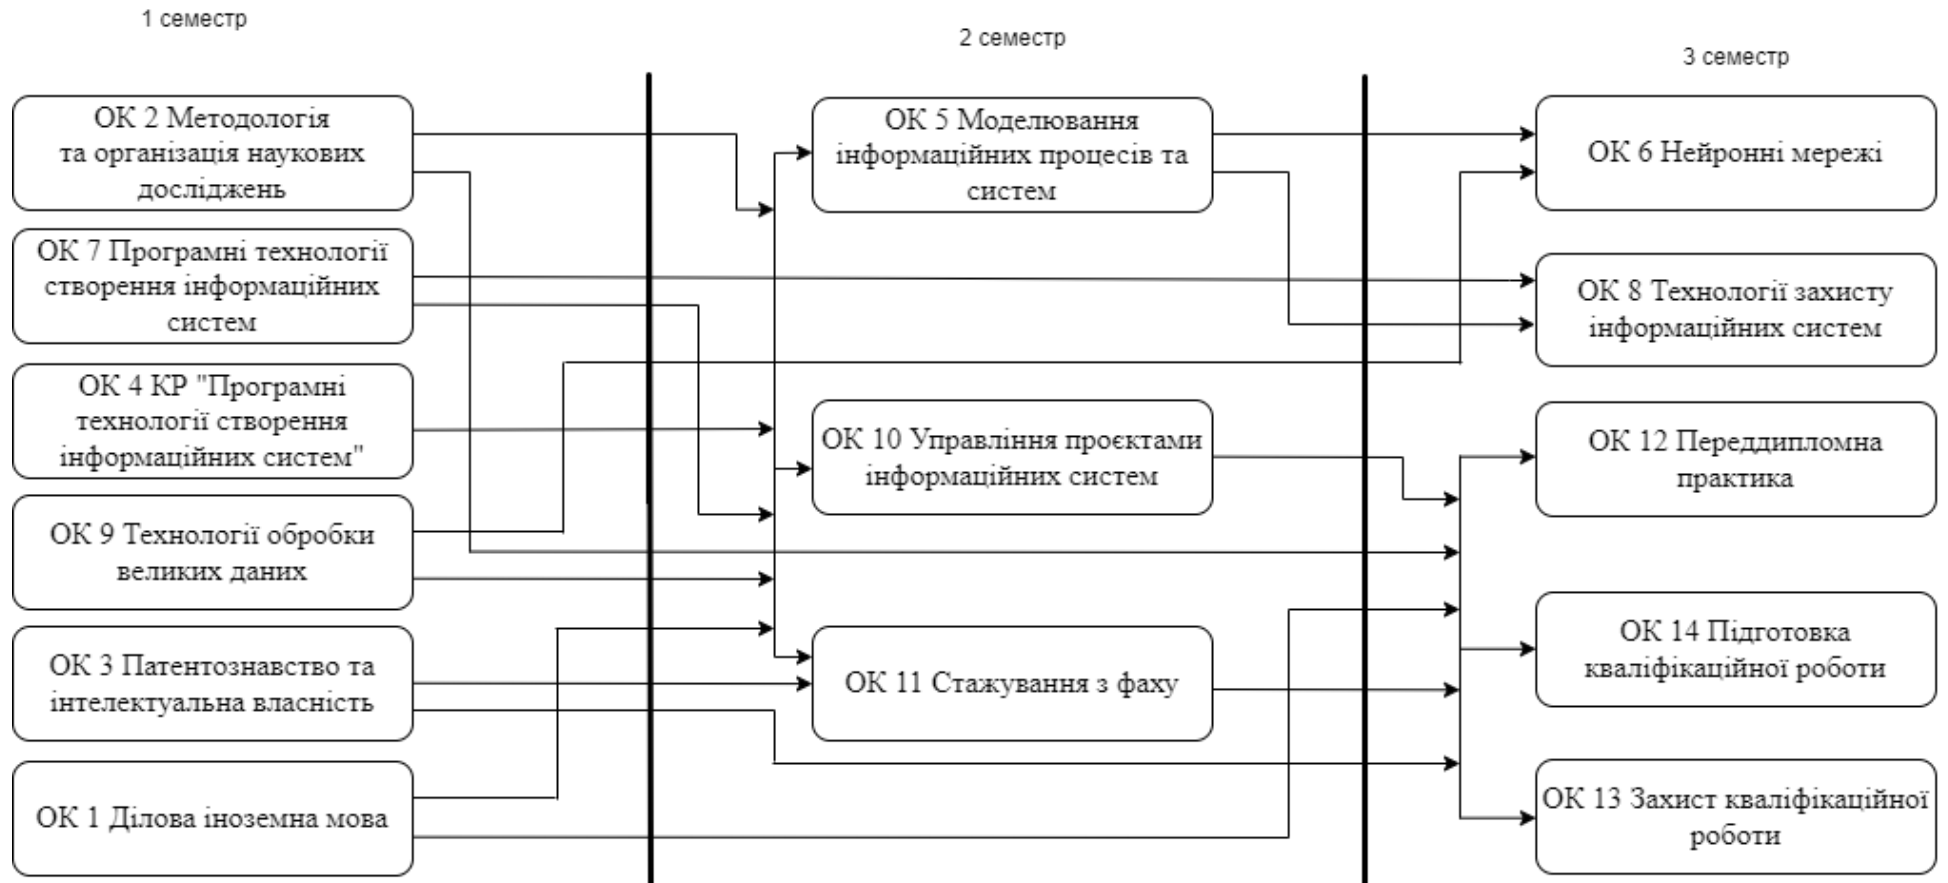 1 семестр
ОК 2 Методологія
та організація наукових
досліджень
ОК 7 Програмні технології
створення інформаційних
систем
ОК 4 КР "Програмні
технології створення
інформаційних систем"
ОК 9 Технології обробки
великих даних
ОК 3 Патентознавство та
інтелектуальна власність
ОК 1 Ділова іноземна мова
2 семестр
ОК 5 Моделювання
інформаційних процесів та
систем
ОК 10 Управління проєктами
інформаційних систем
ОК 11 Стажування з фаху
3 семестр
ОК 6 Нейронні мережі
ОК 8 Технології захисту
інформаційних систем
ОК 12 Переддипломна
практика
ОК 14 Підготовка
кваліфікаційної роботи
ОК 13 Захист кваліфікаційної
роботи